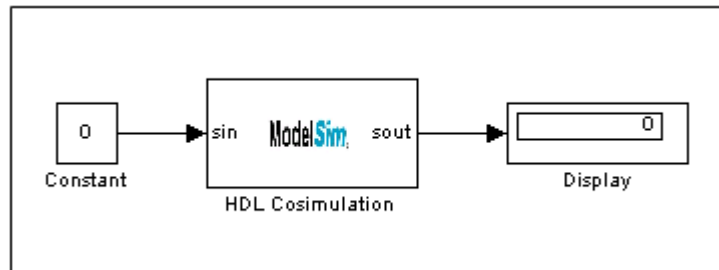 0
sin
ModelSim
sout
0
Constant
HDL Cosimulation
Display